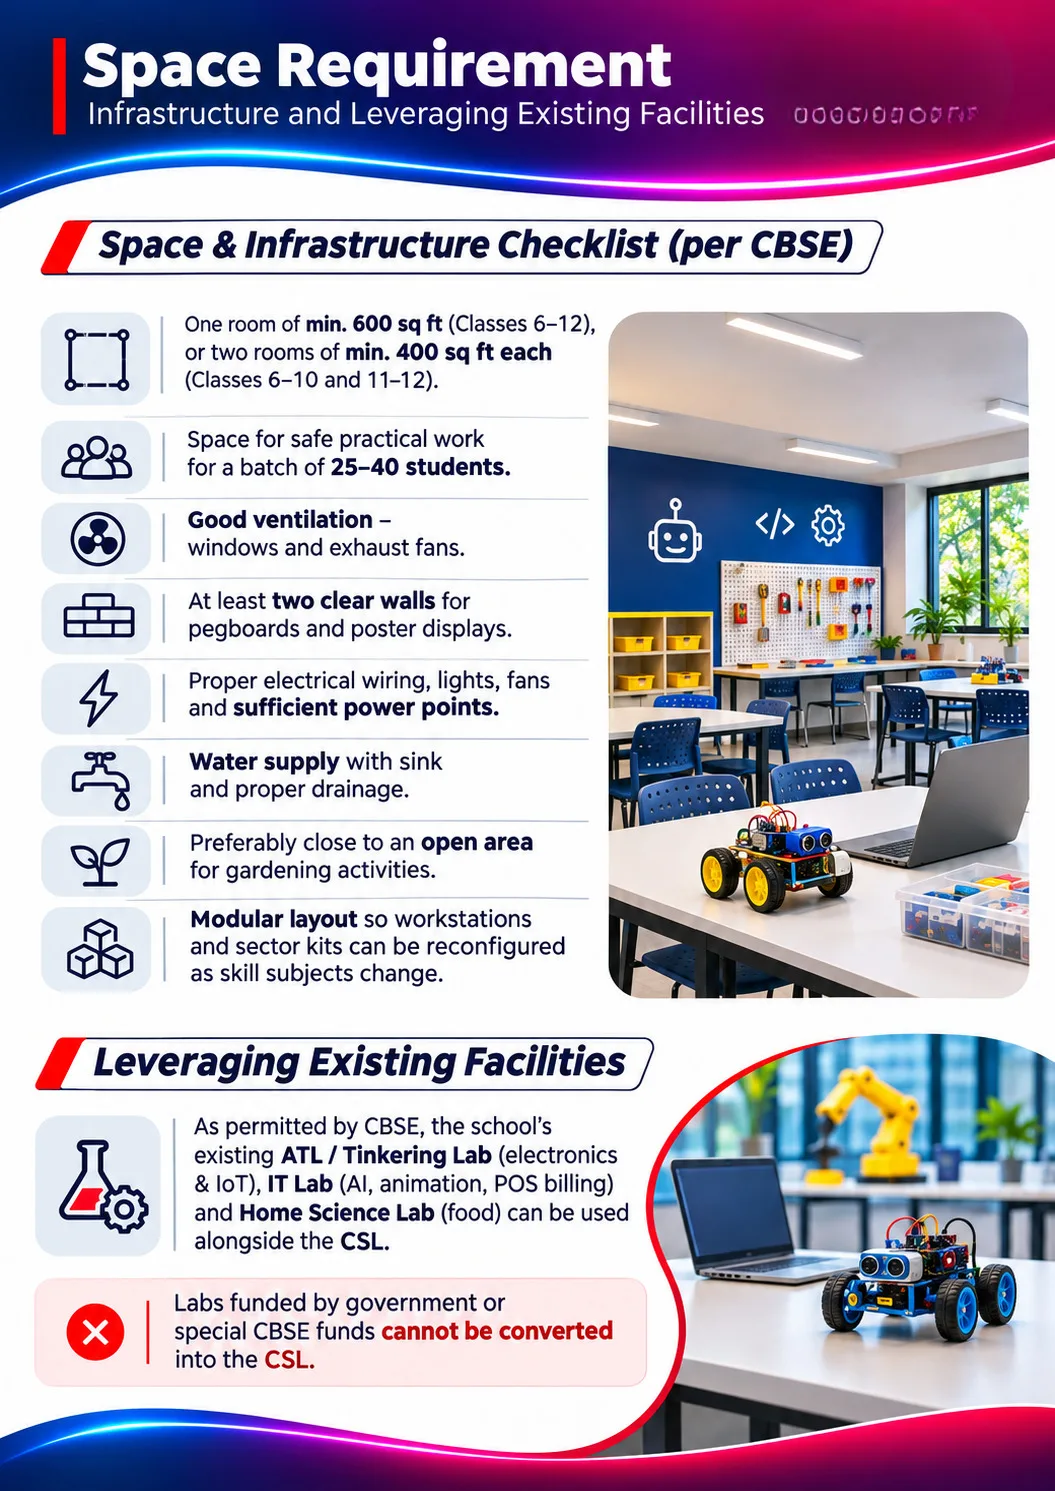 Space Requirement
Infrastructure and Leveraging Existing Facilities
Space & Infrastructure Checklist (per CBSE)
One room of min. 600 sq ft (Classes 6–12),
or two rooms of min. 400 sq ft each
(Classes 6–10 and 11–12).
Space for safe practical work
for a batch of 25–40 students.
Good ventilation –
windows and exhaust fans.
At least two clear walls for
pegboards and poster displays.
Proper electrical wiring, lights, fans
and sufficient power points.
Water supply with sink
and proper drainage.
Preferably close to an open area
for gardening activities.
Modular layout so workstations
and sector kits can be reconfigured
as skill subjects change.
</>
Leveraging Existing Facilities
As permitted by CBSE, the school's
existing ATL / Tinkering Lab (electronics
& IoT), IT Lab (AI, animation, POS billing)
and Home Science Lab (food) can be used
alongside the CSL.
Labs funded by government or
special CBSE funds cannot be converted
into the CSL.